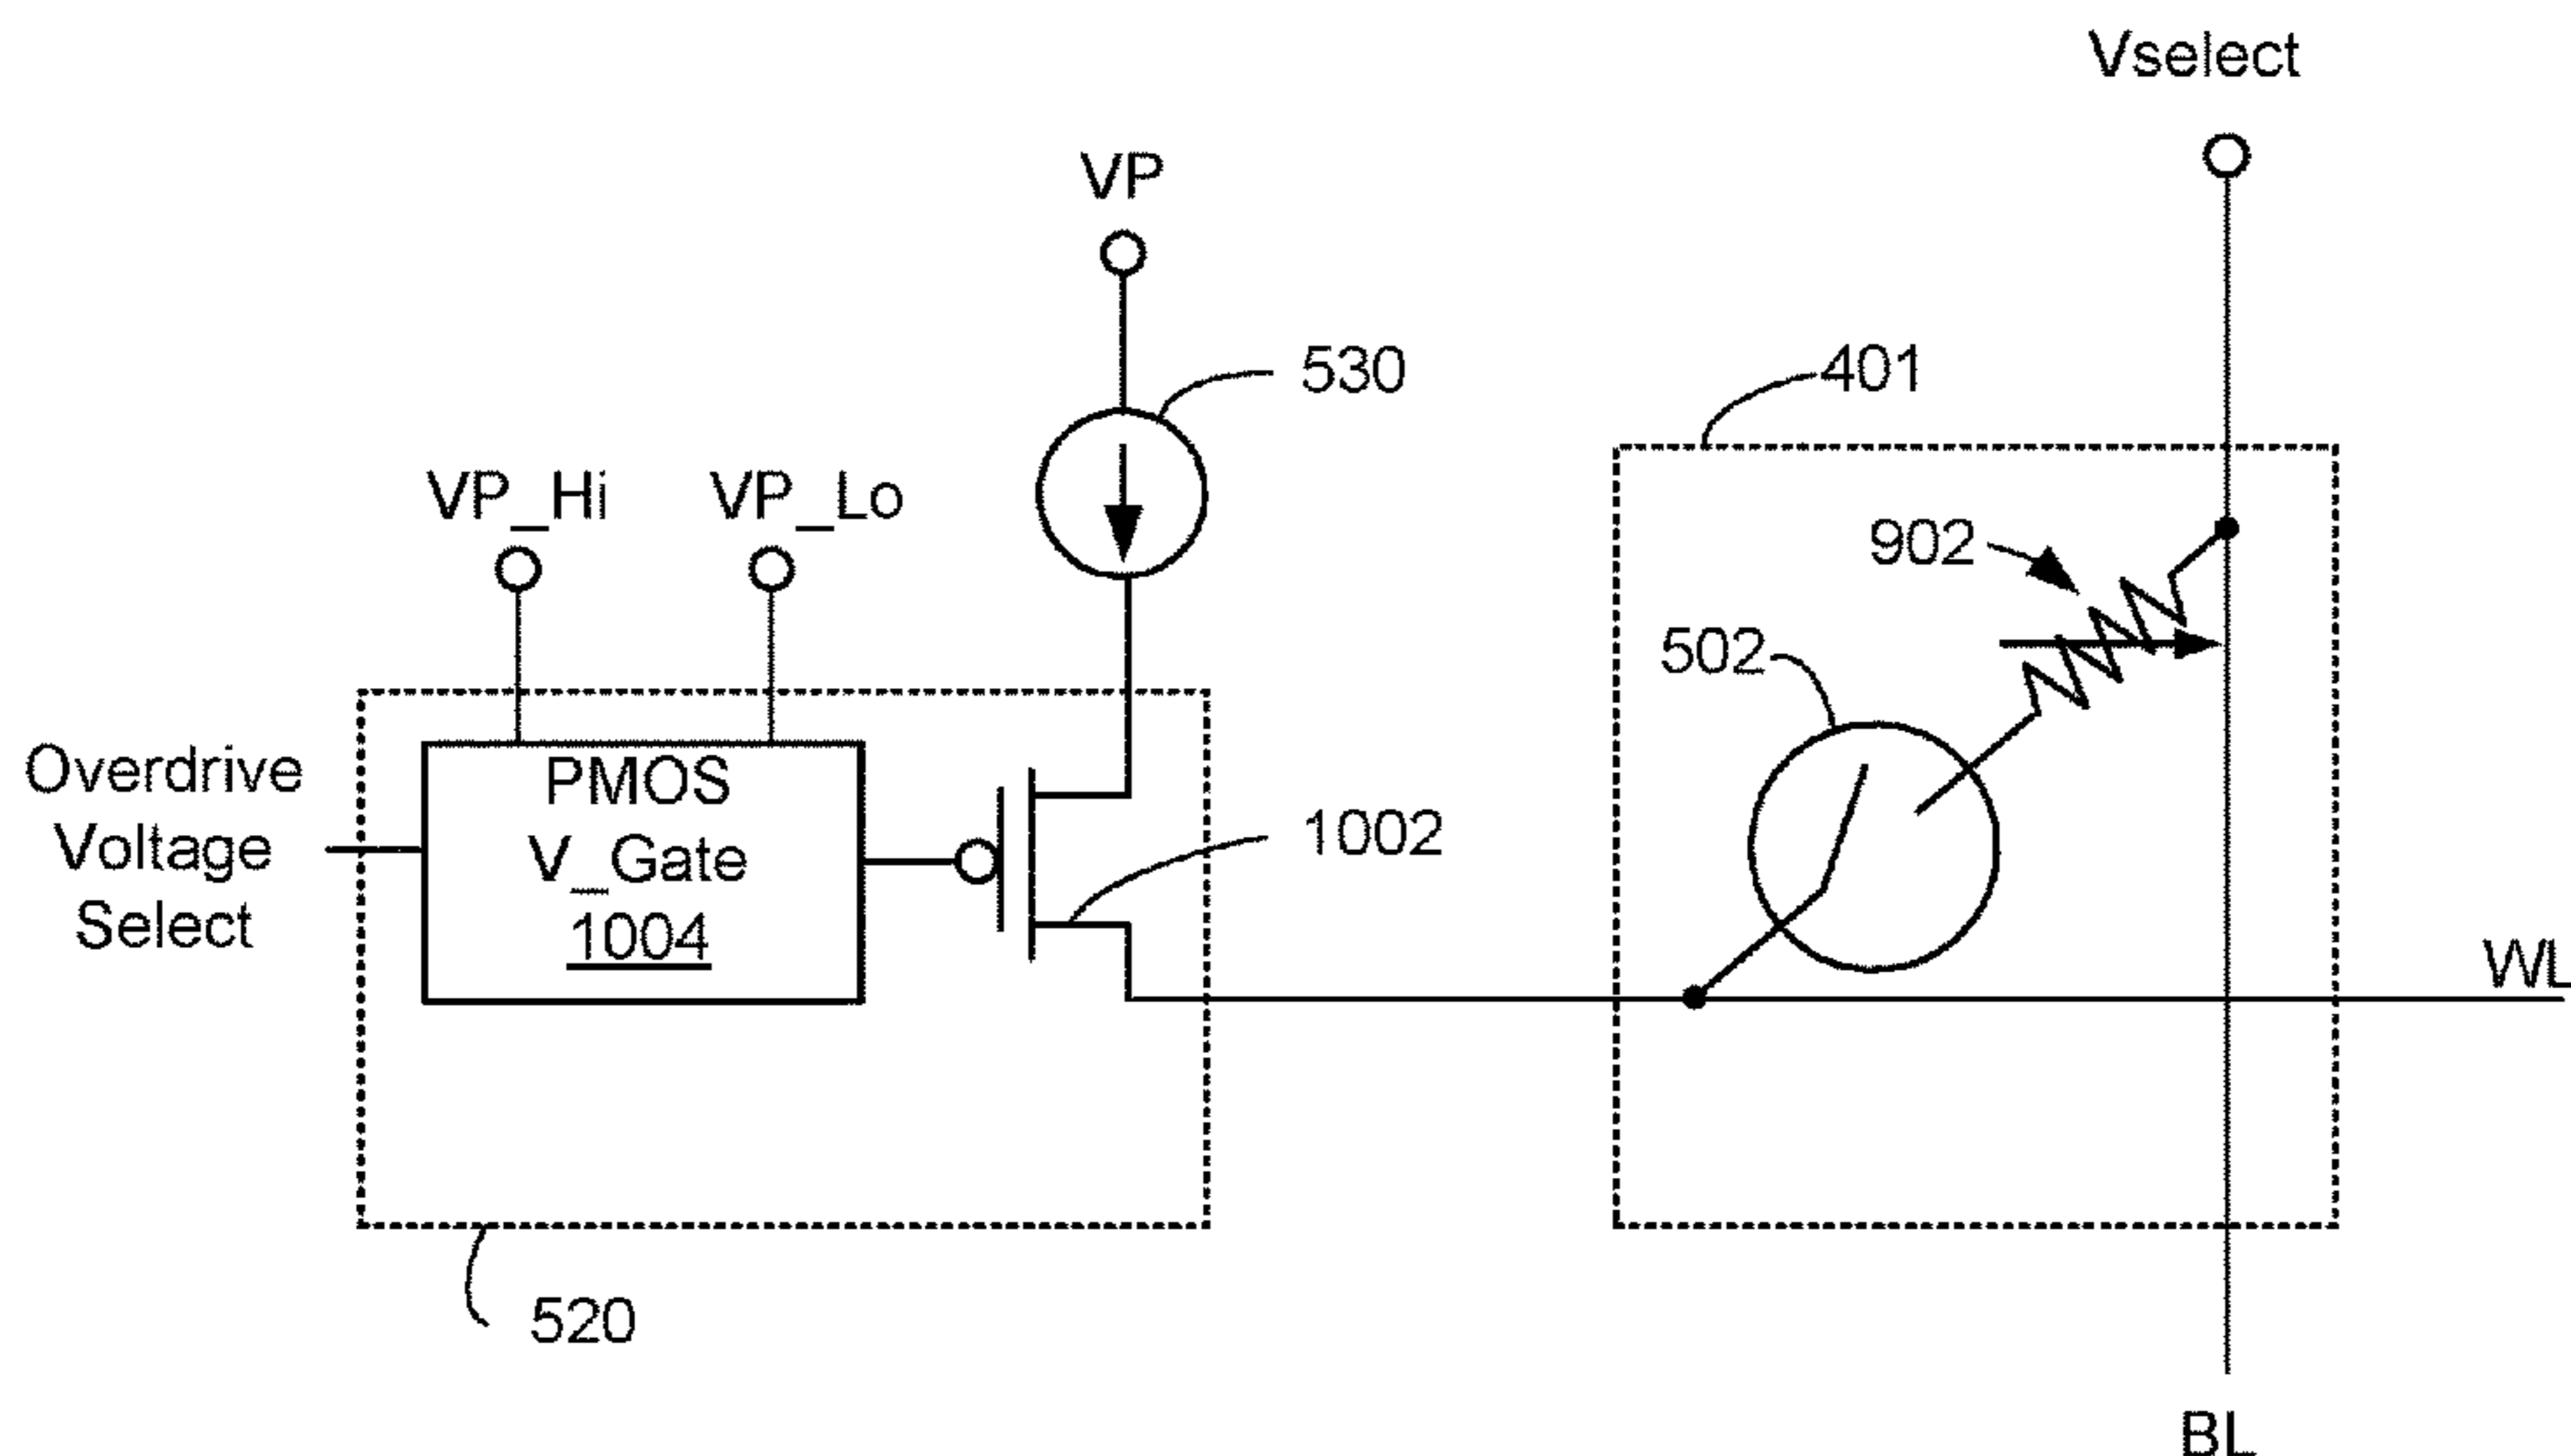 Vselect
VP
530
401
VP_Hi
VP_Lo
902
502
Overdrive
Voltage
Select
PMOS
V_Gate
1004
1002
WL
520
BL